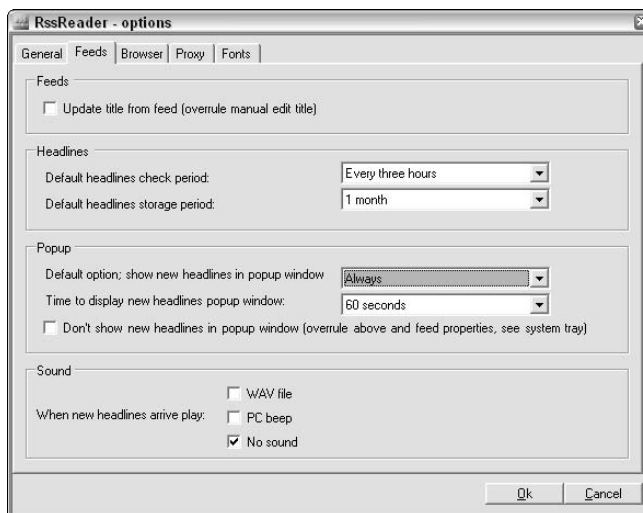 RssReader - options
General Feeds Browser Proxy Fonts
Feeds
Update title from feed (overrule manual edit title)
Headlines
Default headlines check period: Every three hours
Default headlines storage period: 1 month
Popup
Default option; show new headlines in popup window Always
Time to display new headlines popup window: 60 seconds
Don't show new headlines in popup window (overrule above and feed properties, see system tray)
Sound
WAV file
When new headlines arrive play: PC beep
No sound
Ok Cancel